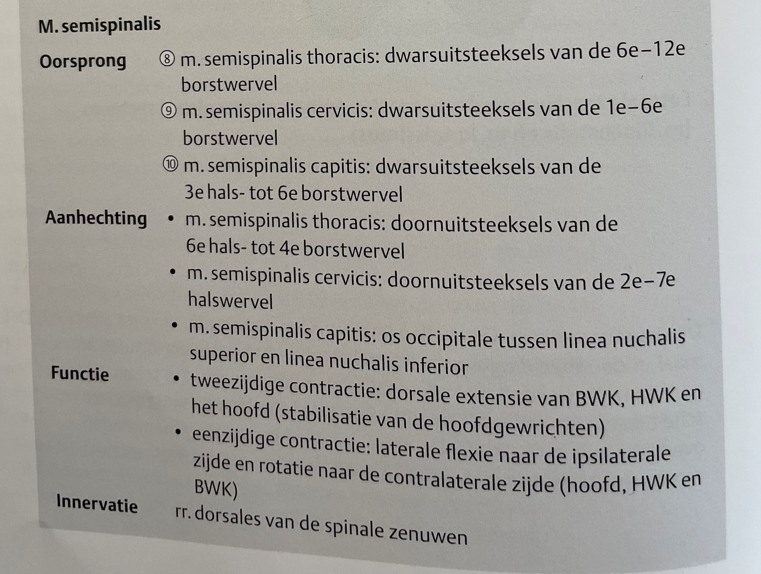 M. semispinalis
Oorsprong ⑧ m. semispinalis thoracis: dwarsuitsteeksels van de 6e–12e
borstwervel
⑨ m. semispinalis cervicis: dwarsuitsteeksels van de 1e–6e
borstwervel
⑩ m. semispinalis capitis: dwarsuitsteeksels van de
3e hals- tot 6e borstwervel
Aanhechting • m. semispinalis thoracis: doornuitsteeksels van de
6e hals- tot 4e borstwervel
• m. semispinalis cervicis: doornuitsteeksels van de 2e–7e
halswervel
• m. semispinalis capitis: os occipitale tussen linea nuchalis
superior en linea nuchalis inferior
Functie • tweezijdige contractie: dorsale extensie van BWK, HWK en
het hoofd (stabilisatie van de hoofdgewrichten)
• eenzijdige contractie: laterale flexie naar de ipsilaterale
zijde en rotatie naar de contralaterale zijde (hoofd, HWK en
BWK)
Innervatie rr. dorsales van de spinale zenuwen